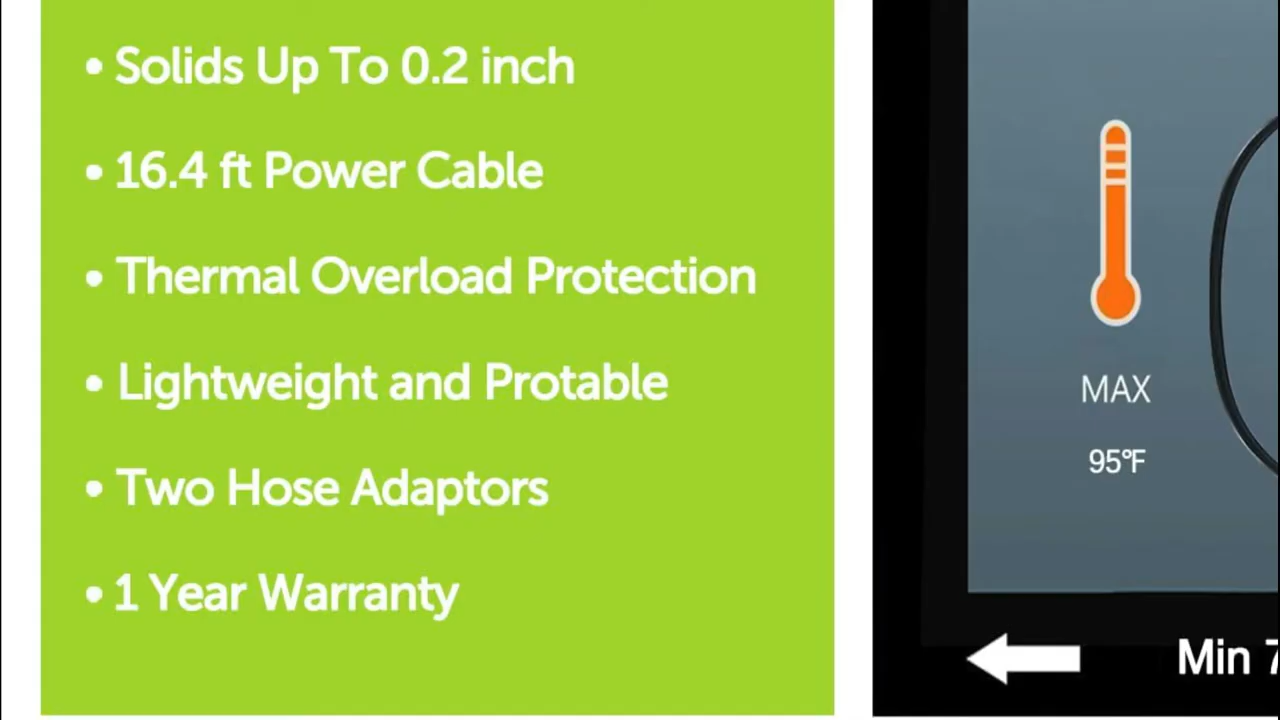 • Solids Up To 0.2 inch
• 16.4 ft Power Cable
• Thermal Overload Protection
• Lightweight and Protable
• Two Hose Adaptors
• 1 Year Warranty
MAX
95°F
Min